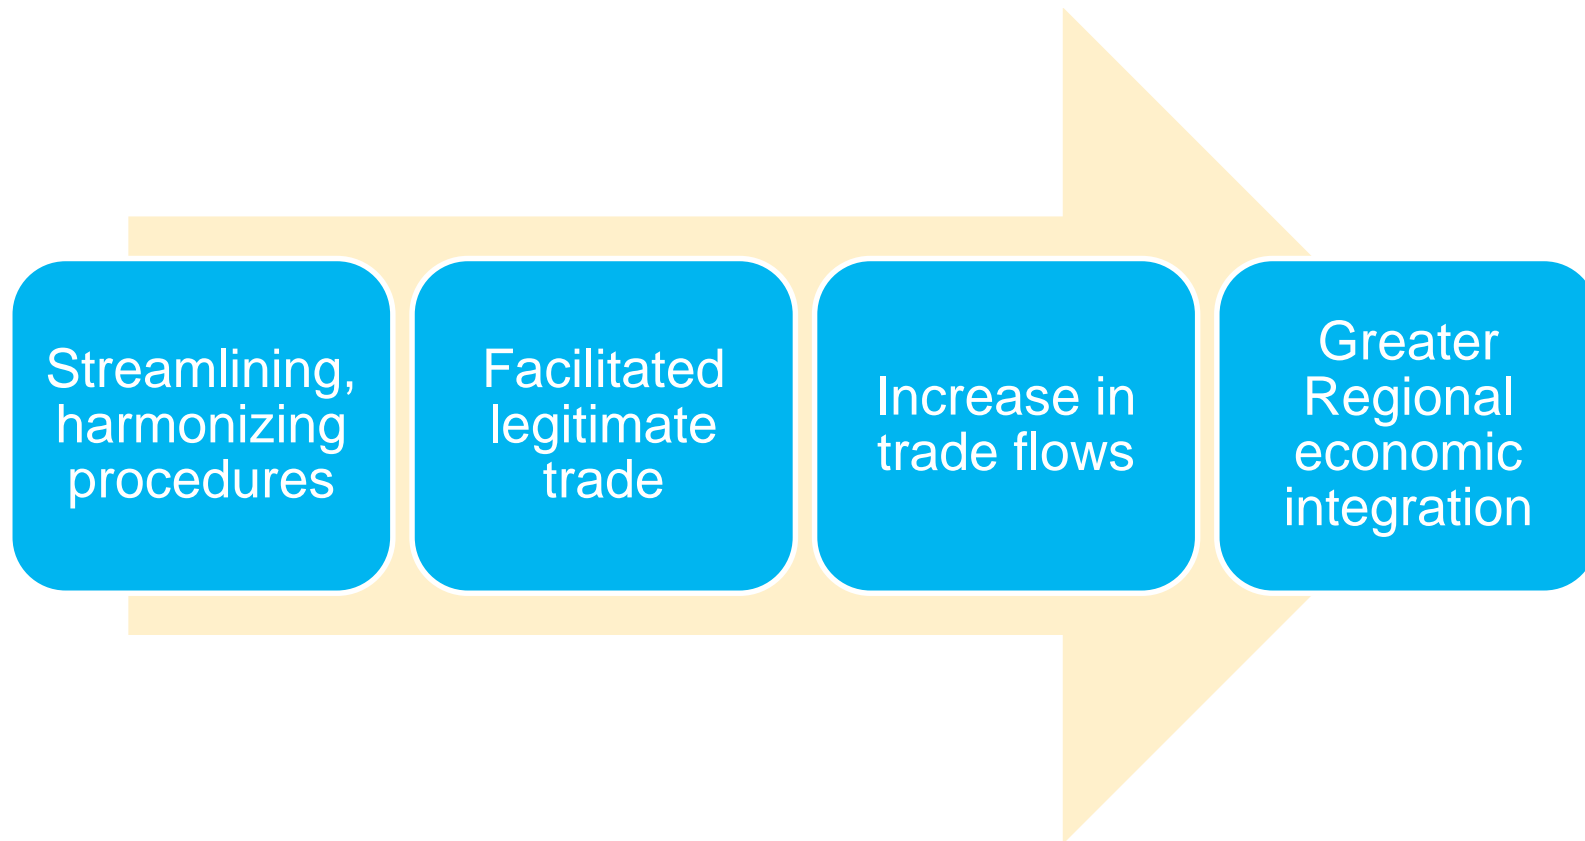 Streamlining,
harmonizing
procedures
Facilitated
legitimate
trade
Increase in
trade flows
Greater
Regional
economic
integration